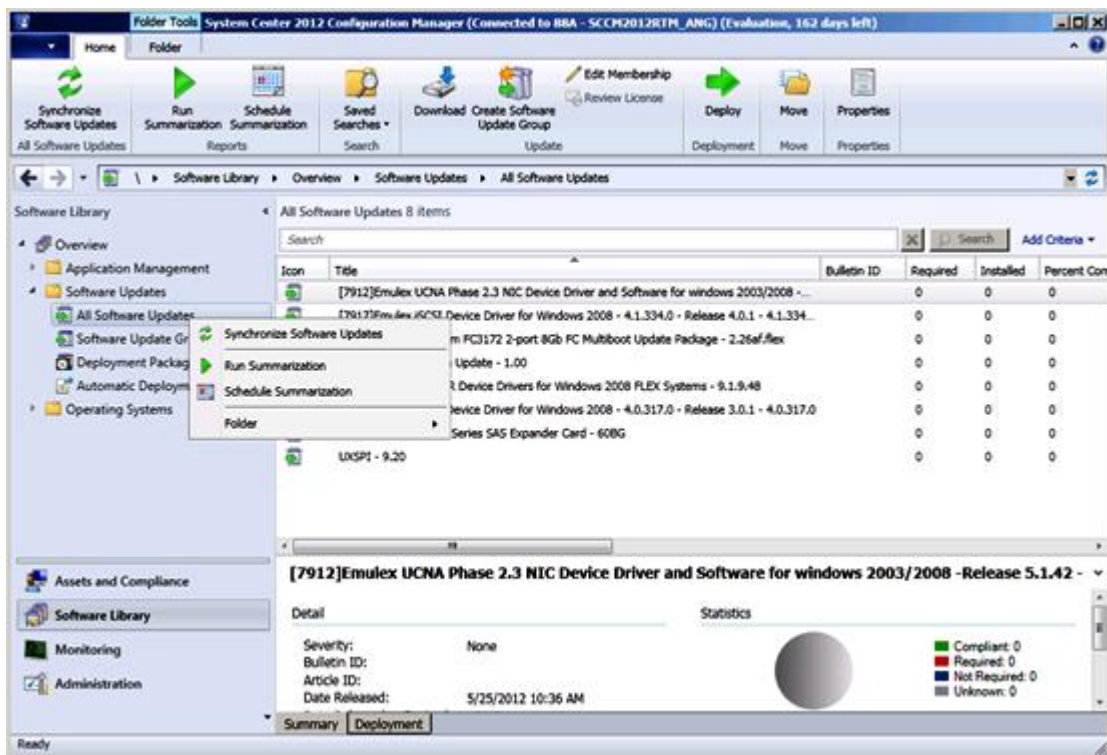 Folder Tools System Center 2012 Configuration Manager (Connected to BBA - SCCM2012RTM_ANG) (Evaluation, 162 days left)
Home Folder
Synchronize Software Updates
Run Summarization
Schedule Summarization
Saved Searches
Download
Create Software Update Group
Edit Membership
Review License
Deploy
Move
Properties
All Software Updates Reports Search Update Deployment Move Properties
\ Software Library Overview Software Updates All Software Updates
Software Library
Overview
Application Management
Software Updates
All Software Updates
Software Update Gr
Deployment Packag
Automatic Deploym
Operating Systems
Synchronize Software Updates
Run Summarization
Schedule Summarization
Folder
All Software Updates 8 items
Search Search Add Criteria
Icon Title Bulletin ID Required Installed Percent Com
[7912]Emulex UCNA Phase 2.3 NIC Device Driver and Software for windows 2003/2008 -... 0 0 0
[7917]Emulex iSCSI Device Driver for Windows 2008 - 4.1.334.0 - Release 4.0.1 - 4.1.334... 0 0 0
m FC3172 2-port 8Gb FC Multiboot Update Package - 2.26af.flex 0 0 0
Update - 1.00 0 0 0
R Device Drivers for Windows 2008 FLEX Systems - 9.1.9.48 0 0 0
Device Driver for Windows 2008 - 4.0.317.0 - Release 3.0.1 - 4.0.317.0 0 0 0
Series SAS Expander Card - 608G 0 0 0
UXSPI - 9.20 0 0 0
Assets and Compliance
Software Library
Monitoring
Administration
[7912]Emulex UCNA Phase 2.3 NIC Device Driver and Software for windows 2003/2008 -Release 5.1.42 -
Detail Statistics
Severity: None
Bulletin ID:
Article ID:
Date Released: 5/25/2012 10:36 AM
Compliant: 0
Required: 0
Not Required: 0
Unknown: 0
Summary Deployment
Ready